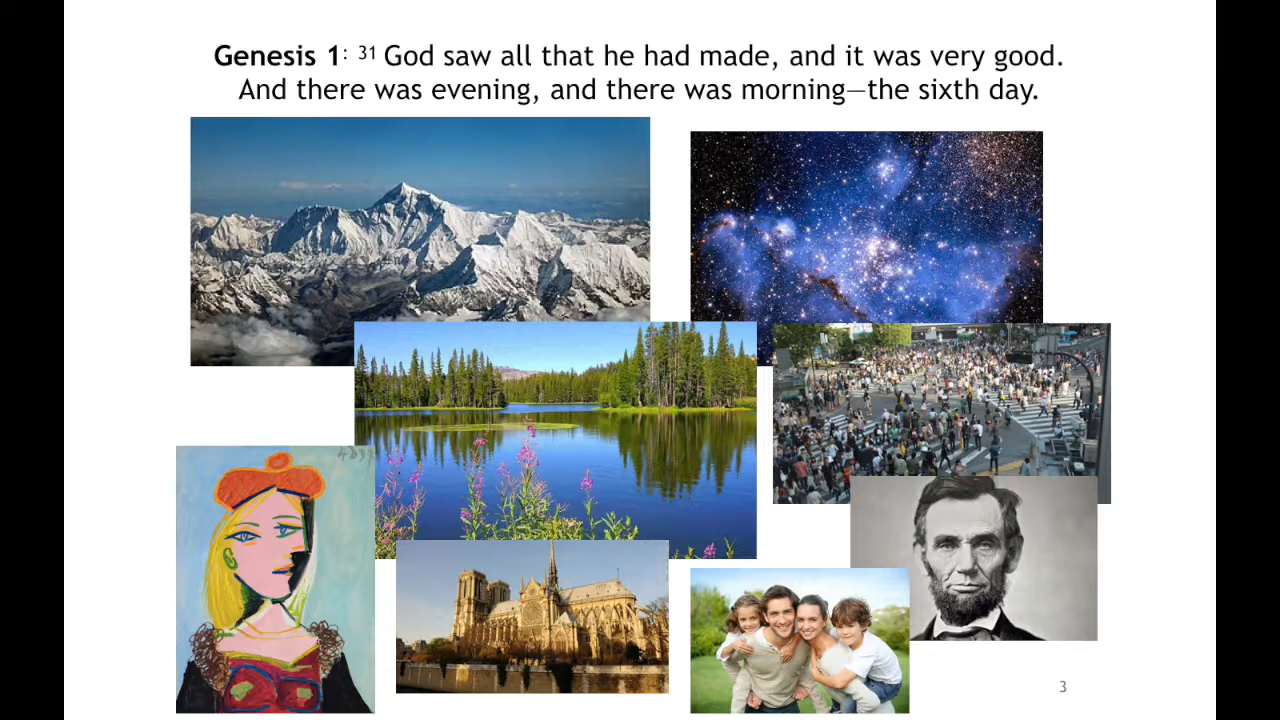 Genesis 1: 31 God saw all that he had made, and it was very good.
And there was evening, and there was morning—the sixth day.
3